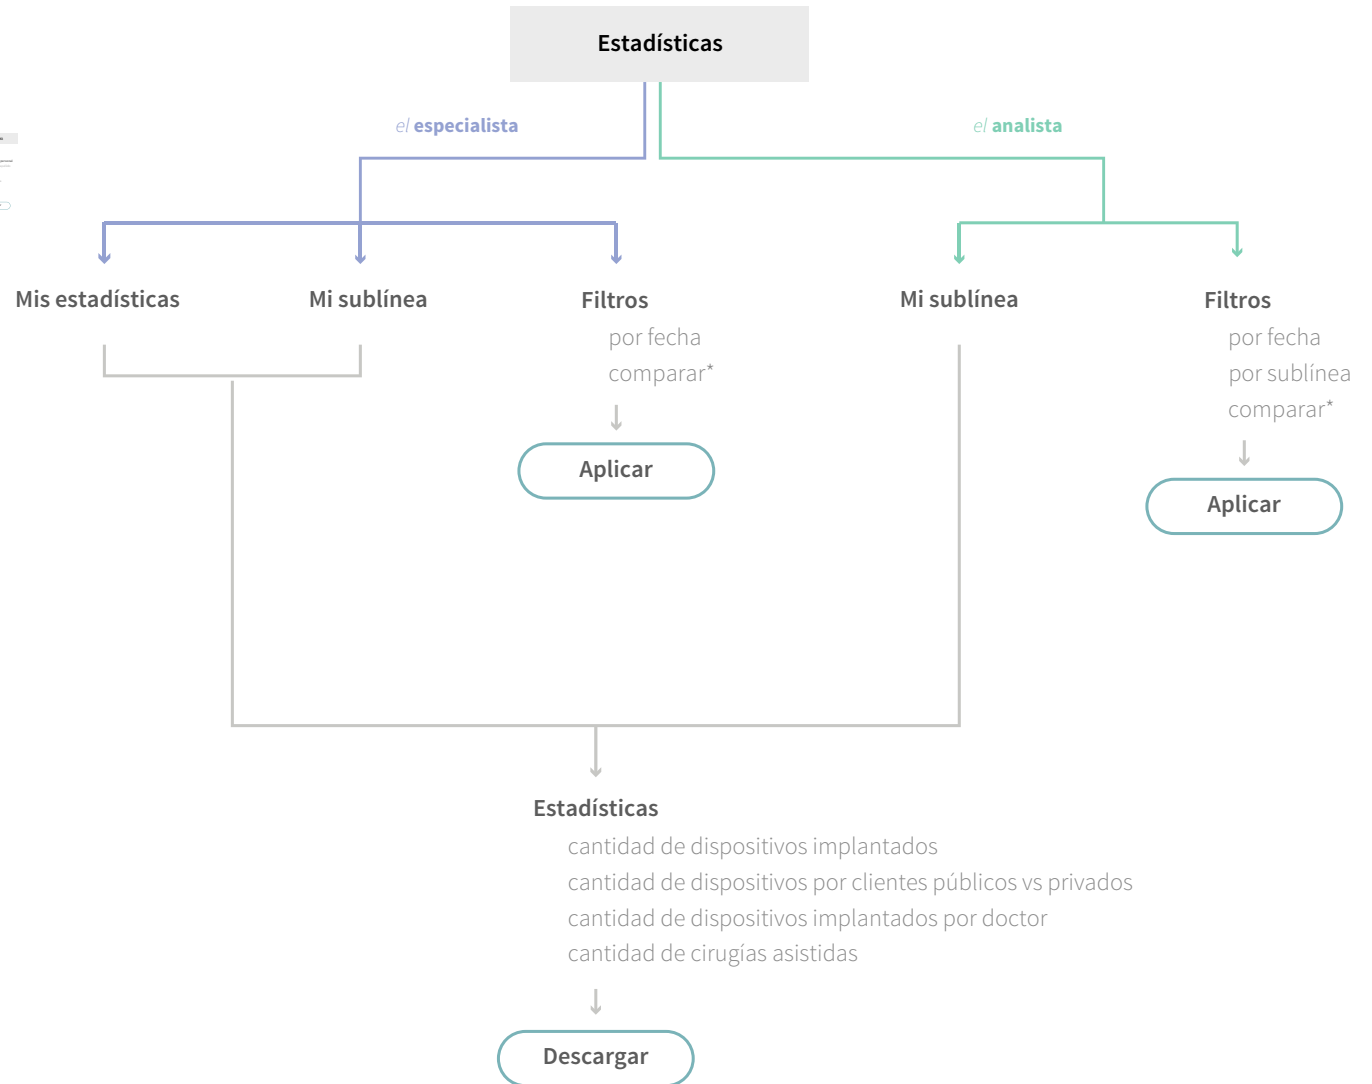 Estadísticas
el especialista
el analista
Mis estadísticas
Mi sublínea
Filtros
por fecha
comparar*
Aplicar
Mi sublínea
Filtros
por fecha
por sublínea
comparar*
Aplicar
Estadísticas
cantidad de dispositivos implantados
cantidad de dispositivos por clientes públicos vs privados
cantidad de dispositivos implantados por doctor
cantidad de cirugías asistidas
Descargar